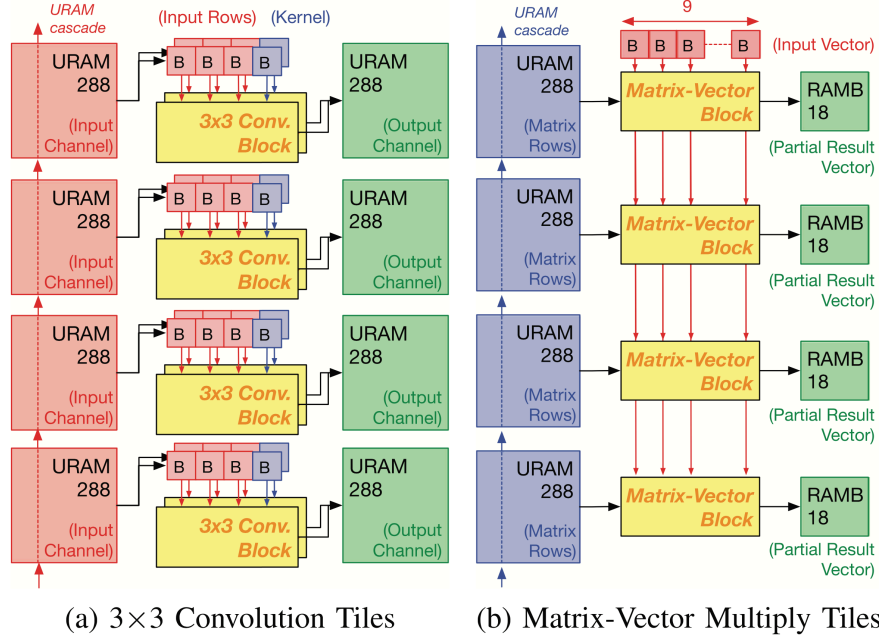 URAM
cascade
(Input Rows)
(Kernel)
URAM
288
(Input
Channel)
B B B B
3x3 Conv.
Block
URAM
288
(Output
Channel)
URAM
288
(Input
Channel)
B B B B
3x3 Conv.
Block
URAM
288
(Output
Channel)
URAM
288
(Input
Channel)
B B B B
3x3 Conv.
Block
URAM
288
(Output
Channel)
URAM
288
(Input
Channel)
B B B B
3x3 Conv.
Block
URAM
288
(Output
Channel)
(a) 3×3 Convolution Tiles
URAM
cascade
9
B B B B
(Input Vector)
URAM
288
(Matrix
Rows)
Matrix-Vector
Block
RAMB
18
(Partial Result
Vector)
URAM
288
(Matrix
Rows)
Matrix-Vector
Block
RAMB
18
(Partial Result
Vector)
URAM
288
(Matrix
Rows)
Matrix-Vector
Block
RAMB
18
(Partial Result
Vector)
URAM
288
(Matrix
Rows)
Matrix-Vector
Block
RAMB
18
(Partial Result
Vector)
(b) Matrix-Vector Multiply Tiles